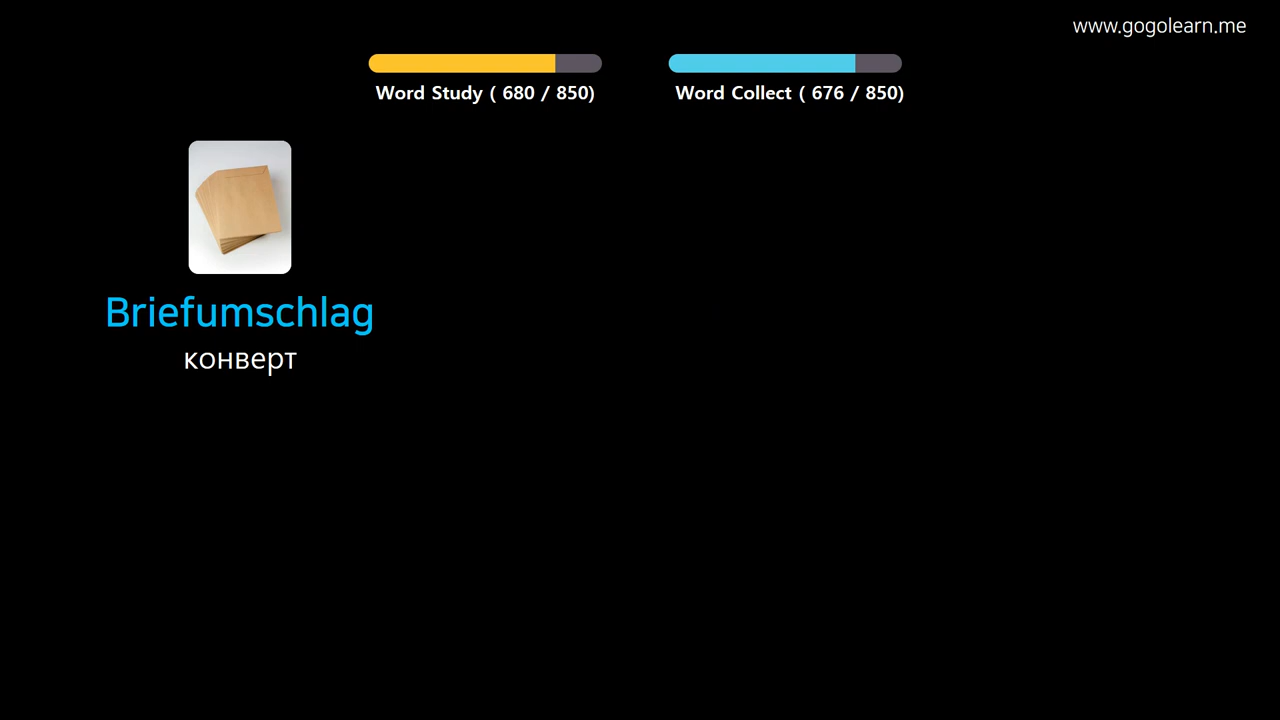 www.gogolearn.me
Word Study ( 680 / 850)
Word Collect ( 676 / 850)
Briefumschlag
конверт